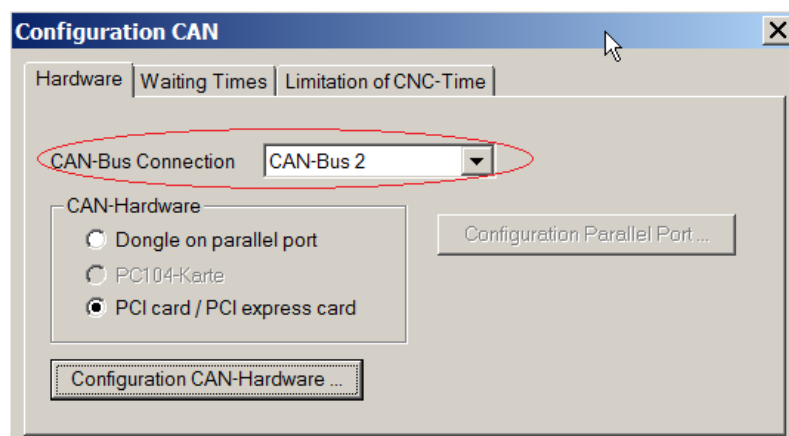 Configuration CAN
Hardware Waiting Times Limitation of CNC-Time
CAN-Bus Connection CAN-Bus 2
CAN-Hardware
Dongle on parallel port
Configuration Parallel Port ...
PC104-Karte
PCI card / PCI express card
Configuration CAN-Hardware ...